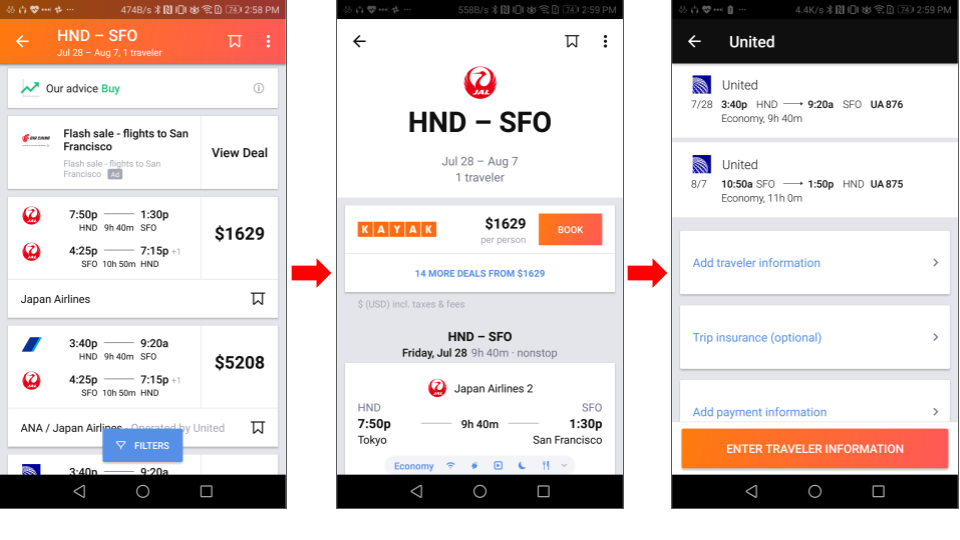 474B/s 2:58 PM
HND – SFO
Jul 28 – Aug 7, 1 traveler
Our advice Buy
Flash sale - flights to San
Francisco
Flash sale - flights to San
Francisco Ad
View Deal
JAL
7:50p 1:30p
HND 9h 40m SFO
JAL
4:25p 7:15p +1
SFO 10h 50m HND
$1629
Japan Airlines
3:40p 9:20a
HND 9h 40m SFO
JAL
4:25p 7:15p +1
SFO 10h 50m HND
$5208
ANA / Japan Airlines - Operated by United
FILTERS
3:40p 9:20a
558B/s 2:59 PM
JAL
HND – SFO
Jul 28 – Aug 7
1 traveler
KAYAK
$1629
per person
BOOK
14 MORE DEALS FROM $1629
$ (USD) incl. taxes & fees
HND – SFO
Friday, Jul 28 9h 40m · nonstop
JAL Japan Airlines 2
HND SFO
7:50p 9h 40m 1:30p
Tokyo San Francisco
Economy
4.4K/s 2:59 PM
United
United
7/28 3:40p HND → 9:20a SFO UA 876
Economy, 9h 40m
United
8/7 10:50a SFO → 1:50p HND UA 875
Economy, 11h 0m
Add traveler information
Trip insurance (optional)
Add payment information
ENTER TRAVELER INFORMATION